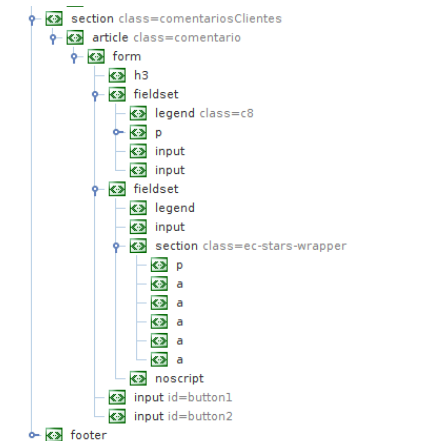 section class=comentariosClientes
article class=comentario
form
h3
fieldset
legend class=c8
p
input
input
fieldset
legend
input
section class=ec-stars-wrapper
p
a
a
a
a
a
noscript
input id=button1
input id=button2
footer